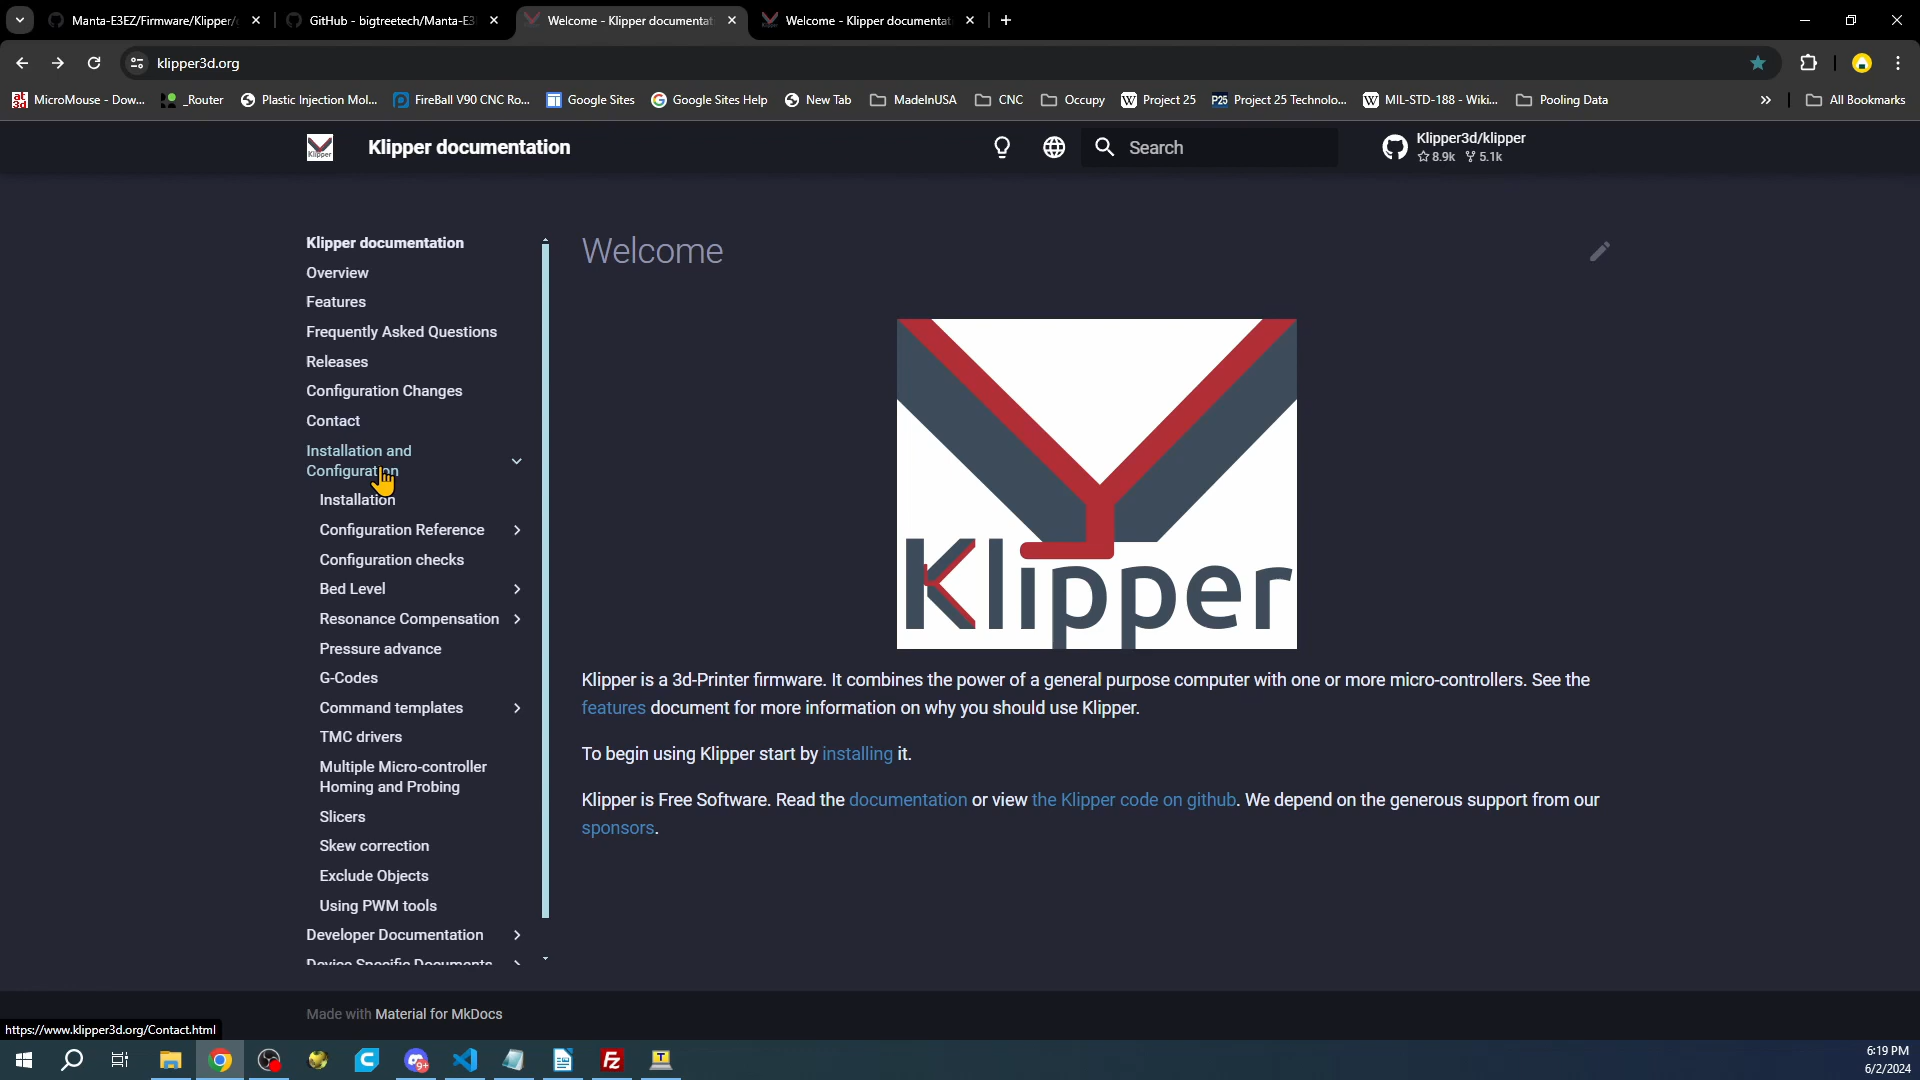 Manta-E3EZ/Firmware/Klipper/
GitHub - bigtreetech/Manta-E3
Welcome - Klipper documentat
Welcome - Klipper documentat
klipper3d.org
MicroMouse - Dow...
_Router
Plastic Injection Mol...
FireBall V90 CNC Ro...
Google Sites
Google Sites Help
New Tab
MadeInUSA
CNC
Occupy
Project 25
P25 Project 25 Technolo...
MIL-STD-188 - Wiki...
Pooling Data
All Bookmarks
Klipper
Klipper documentation
Search
Klipper3d/klipper
8.9k 5.1k
Klipper documentation
Overview
Features
Frequently Asked Questions
Releases
Configuration Changes
Contact
Installation and
Configuration
Installation
Configuration Reference
Configuration checks
Bed Level
Resonance Compensation
Pressure advance
G-Codes
Command templates
TMC drivers
Multiple Micro-controller
Homing and Probing
Slicers
Skew correction
Exclude Objects
Using PWM tools
Developer Documentation
Device Specific Documents
Welcome
Klipper
Klipper is a 3d-Printer firmware. It combines the power of a general purpose computer with one or more micro-controllers. See the
features document for more information on why you should use Klipper.
To begin using Klipper start by installing it.
Klipper is Free Software. Read the documentation or view the Klipper code on github. We depend on the generous support from our
sponsors.
Made with Material for MkDocs
https://www.klipper3d.org/Contact.html
9+
6:19 PM
6/2/2024